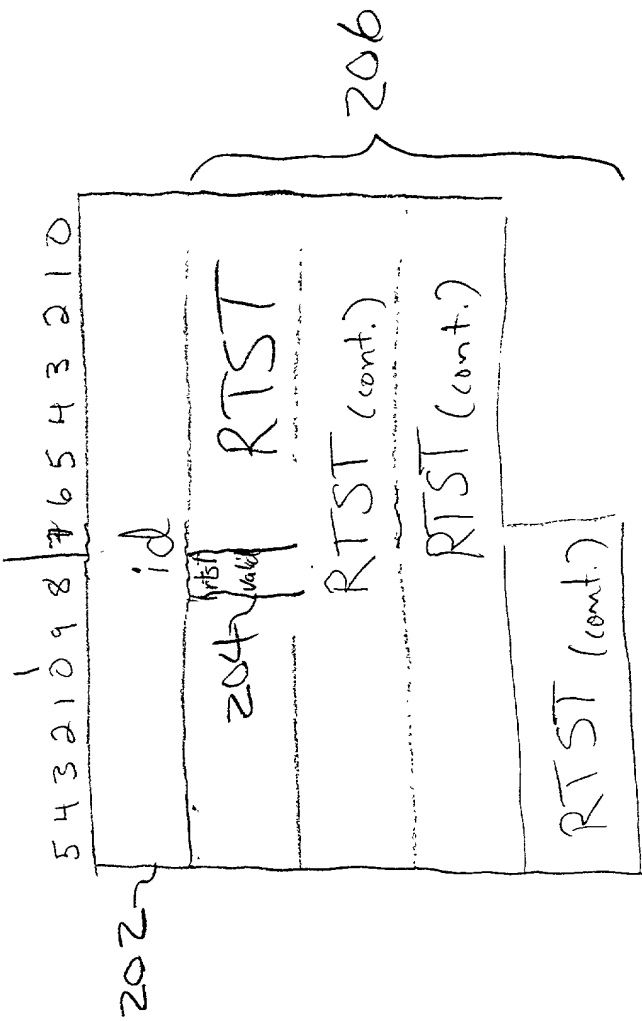 1
5 4 3 2 1 0 9 8 7 6 5 4 3 2 1 0
202
id
204
rtst
valid
RTST
206
RTST (cont.)
RTST (cont.)
RTST (cont.)